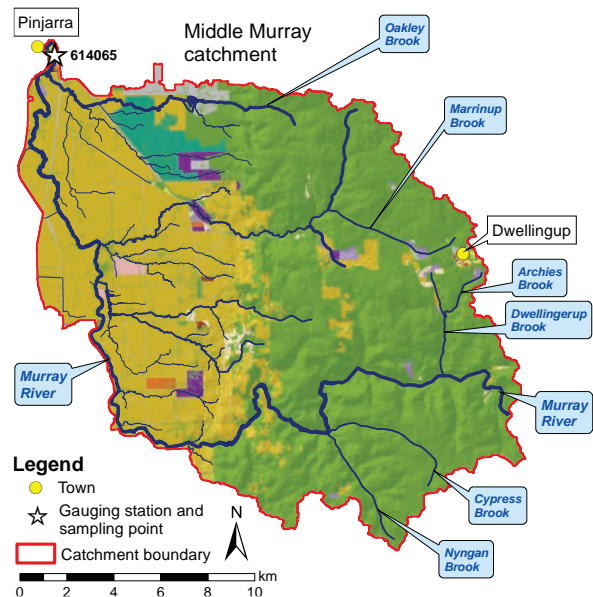 Pinjarra
614065
Middle Murray
catchment
Oakley
Brook
Marrinup
Brook
Dwellingup
Archies
Brook
Dwellingerup
Brook
Murray
River
Murray
River
Cypress
Brook
Nyngan
Brook
Legend
Town
Gauging station and
sampling point
Catchment boundary
N
km
0 2 4 6 8 10